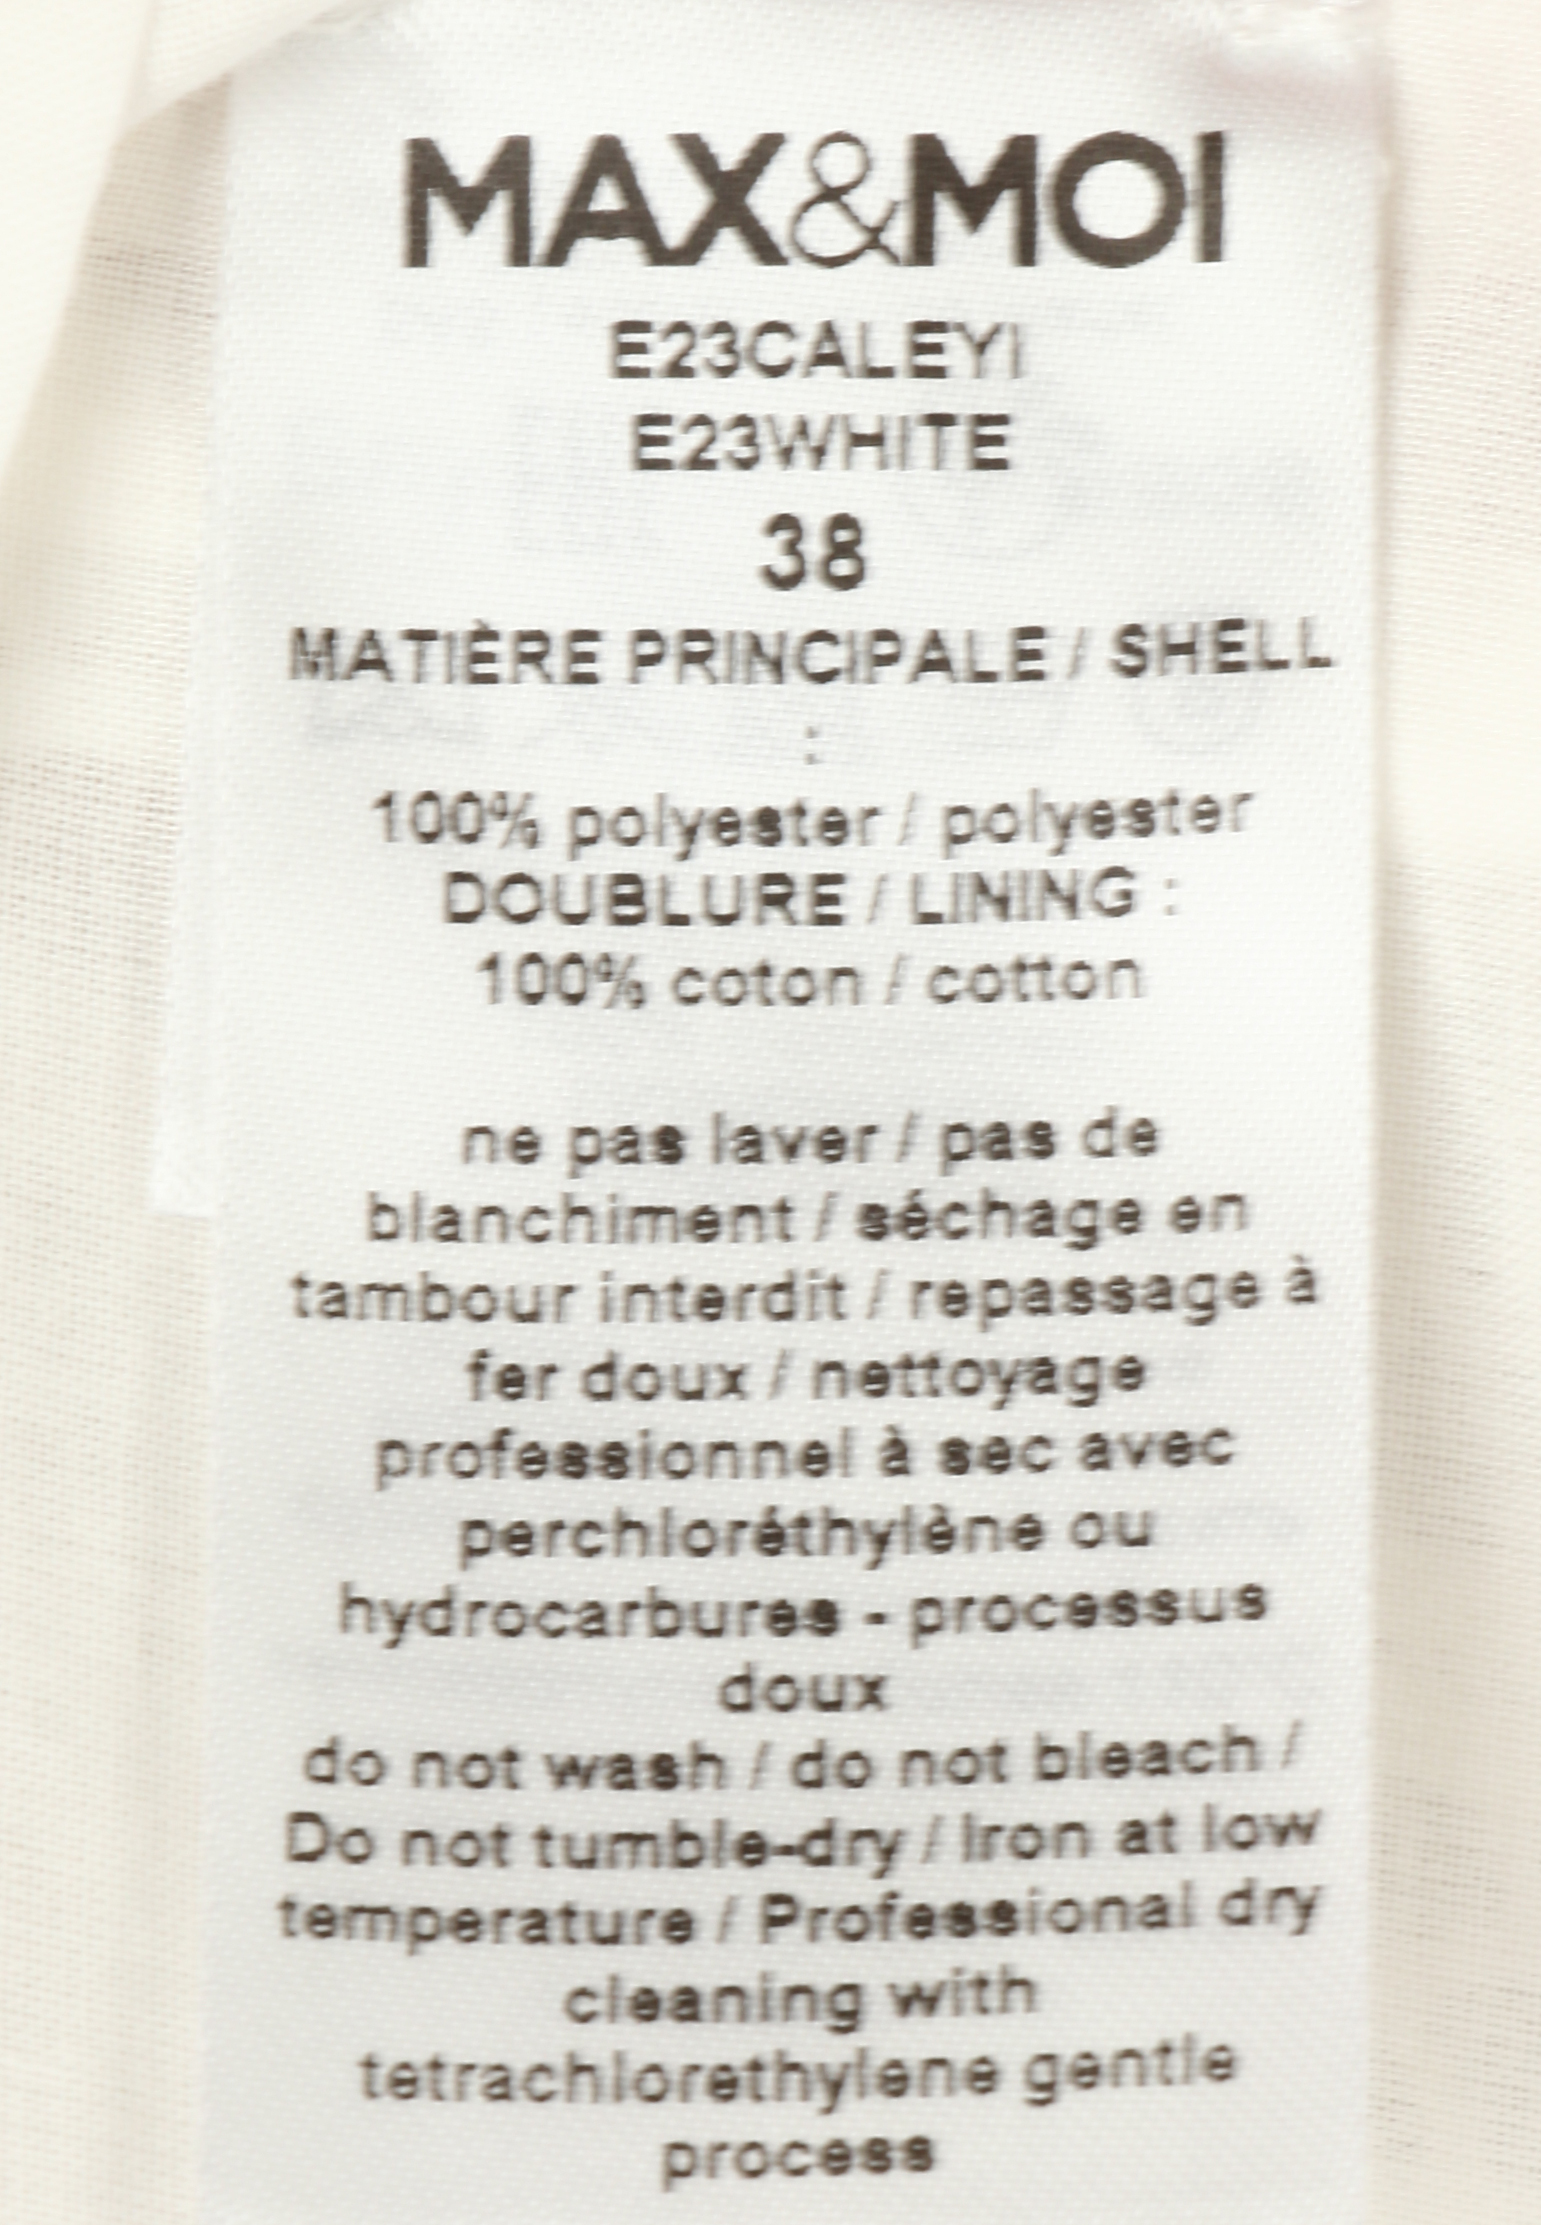 MAX&MOI
E23CALEYI
E23WHITE
38
MATIÈRE PRINCIPALE / SHELL
:
100% polyester / polyester
DOUBLURE / LINING :
100% coton / cotton
ne pas laver / pas de
blanchiment / séchage en
tambour interdit / repassage à
fer doux / nettoyage
professionnel à sec avec
perchloréthylène ou
hydrocarbures - processus
doux
do not wash / do not bleach /
Do not tumble-dry / Iron at low
temperature / Professional dry
cleaning with
tetrachlorethylene gentle
process